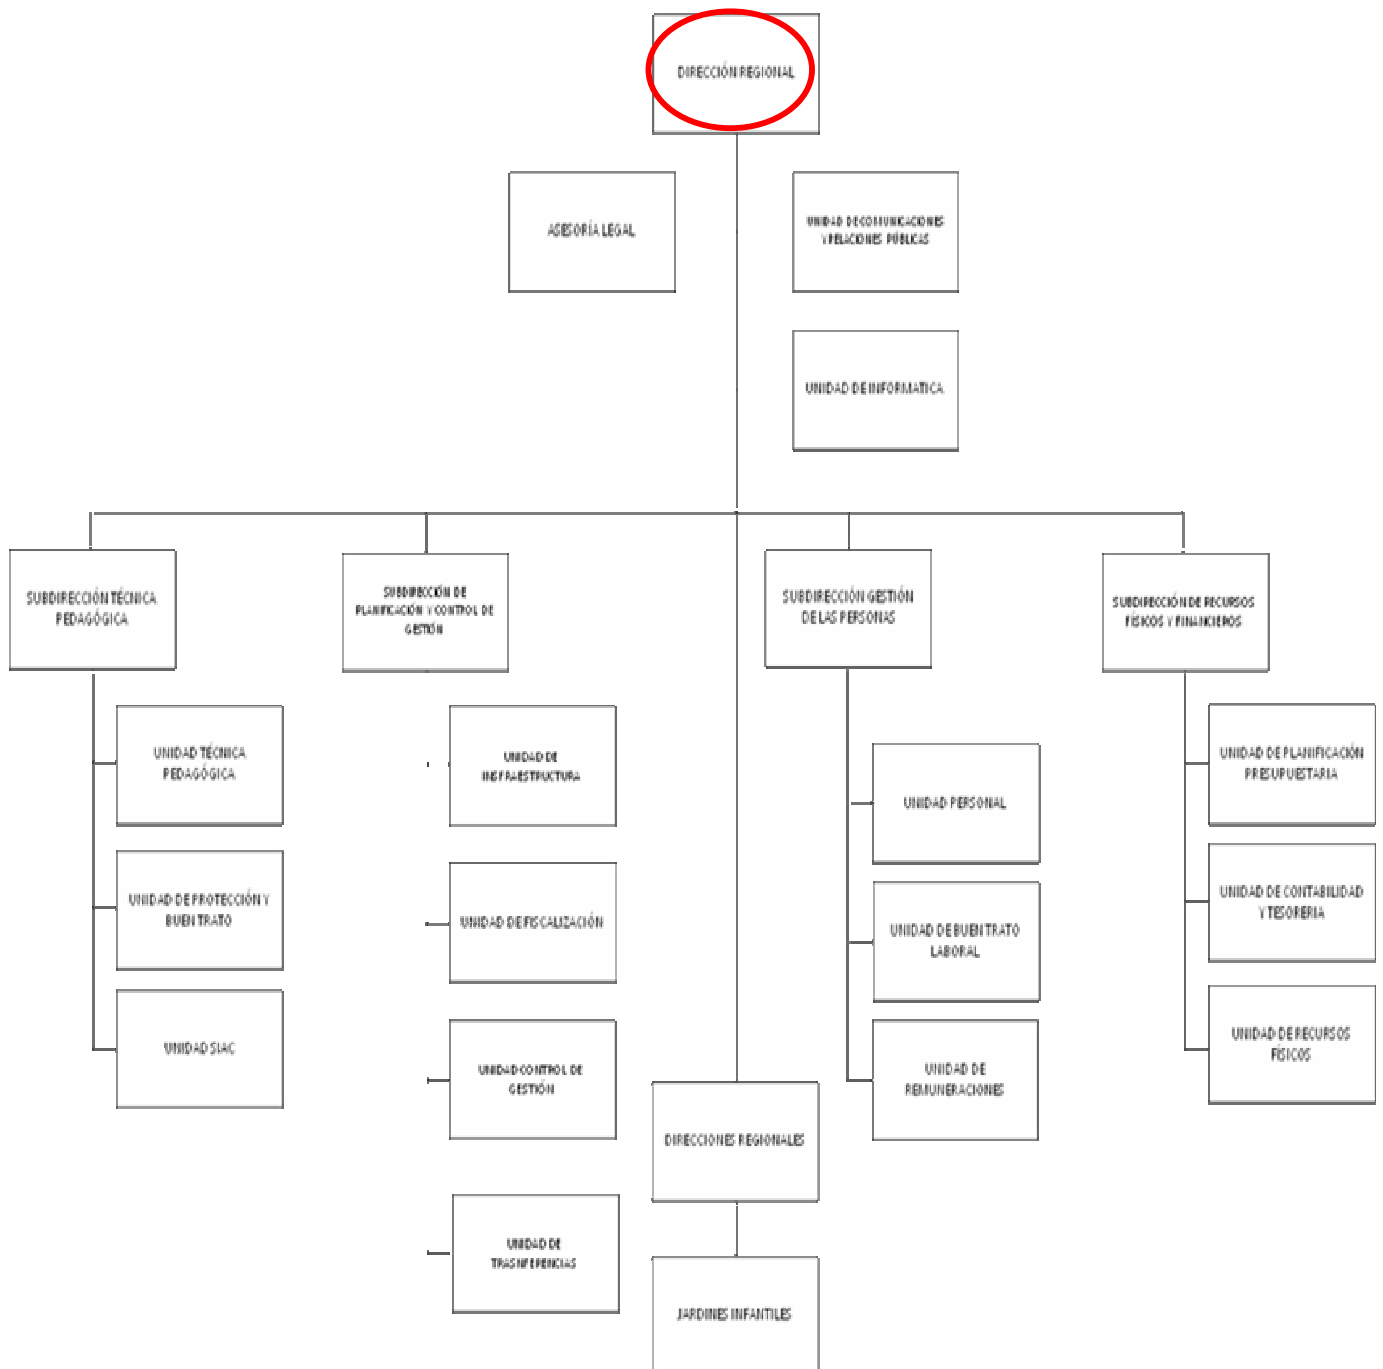 DIRECCIÓN REGIONAL
ASESORÍA LEGAL
UNIDAD DE COMUNICACIONES
Y RELACIONES PÚBLICAS
UNIDAD DE INFORMATICA
SUBDIRECCIÓN TÉCNICA
PEDAGÓGICA
SUBDIRECCIÓN DE
PLANIFICACIÓN Y CONTROL DE
GESTIÓN
SUBDIRECCIÓN GESTIÓN
DE LAS PERSONAS
SUBDIRECCIÓN DE RECURSOS
FÍSICOS Y FINANCIEROS
UNIDAD TÉCNICA
PEDAGÓGICA
UNIDAD DE PROTECCIÓN Y
BUEN TRATO
UNIDAD SIAC
UNIDAD DE
INSFRAESTRUCTURA
UNIDAD DE FISCALIZACIÓN
UNIDAD CONTROL DE
GESTIÓN
UNIDAD DE
TRASNFERENCIAS
DIRECIONES REGIONALES
JARDINES INFANTILES
UNIDAD PERSONAL
UNIDAD DE BUEN TRATO
LABORAL
UNIDAD DE
REMUNERACIONES
UNIDAD DE PLANIFICACIÓN
PRESUPUESTARIA
UNIDAD DE CONTABILIDAD
Y TESORERIA
UNIDAD DE RECURSOS
FÍSICOS